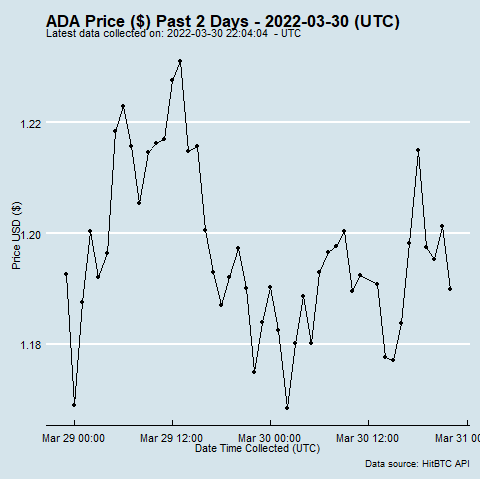 ADA Price ($) Past 2 Days - 2022-03-30 (UTC)
Latest data collected on: 2022-03-30 22:04:04 - UTC
1.22
1.20
1.18
Price USD ($)
Mar 29 00:00 Mar 29 12:00 Mar 30 00:00 Mar 30 12:00 Mar 31 00
Date Time Collected (UTC)
Data source: HitBTC API